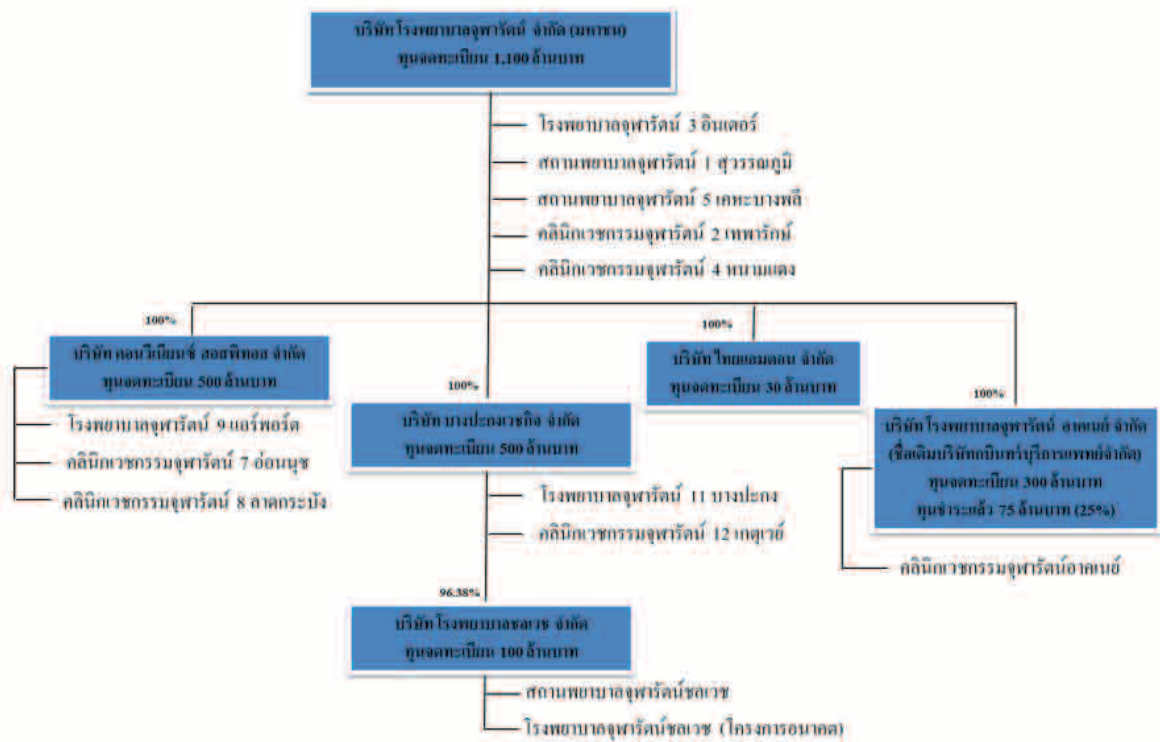 บริษัท โรงพยาบาลจุฬารัตน์ จำกัด (มหาชน)
ทุนจดทะเบียน 1,100 ล้านบาท
โรงพยาบาลจุฬารัตน์ 3 อินเตอร์
สถานพยาบาลจุฬารัตน์ 1 สุวรรณภูมิ
สถานพยาบาลจุฬารัตน์ 5 เคหะบางพลี
คลินิกเวชกรรมจุฬารัตน์ 2 เทพารักษ์
คลินิกเวชกรรมจุฬารัตน์ 4 หนามแดง
100%
บริษัท คอนวีเนียนซ์ ฮอสพิทอล จำกัด
ทุนจดทะเบียน 500 ล้านบาท
โรงพยาบาลจุฬารัตน์ 9 แอร์พอร์ต
คลินิกเวชกรรมจุฬารัตน์ 7 อ่อนนุช
คลินิกเวชกรรมจุฬารัตน์ 8 ลาดกระบัง
100%
บริษัท บางปะกงเวชกิจ จำกัด
ทุนจดทะเบียน 500 ล้านบาท
โรงพยาบาลจุฬารัตน์ 11 บางปะกง
คลินิกเวชกรรมจุฬารัตน์ 12 เกตุเวย์
96.38%
บริษัท โรงพยาบาลชลเวช จำกัด
ทุนจดทะเบียน 100 ล้านบาท
สถานพยาบาลจุฬารัตน์ชลเวช
โรงพยาบาลจุฬารัตน์ชลเวช (โครงการอนาคต)
100%
บริษัท ไทยแอมดอน จำกัด
ทุนจดทะเบียน 30 ล้านบาท
100%
บริษัท โรงพยาบาลจุฬารัตน์ อาคเนย์ จำกัด
(ชื่อเดิมบริษัทกบินทร์บุรีการแพทย์จำกัด)
ทุนจดทะเบียน 300 ล้านบาท
ทุนชำระแล้ว 75 ล้านบาท (25%)
คลินิกเวชกรรมจุฬารัตน์อาคเนย์